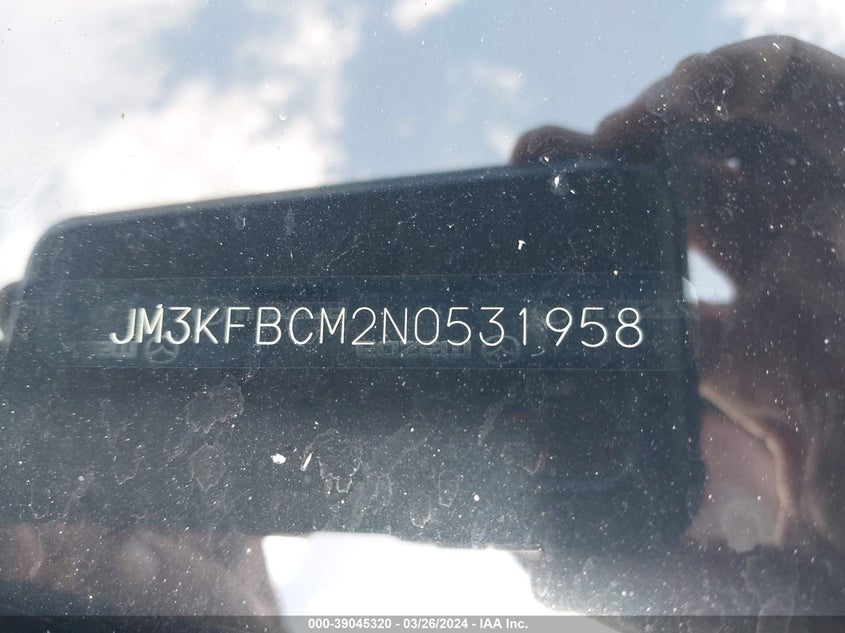 JM3KFBCM2N0531958
000-39045320 - 03/26/2024 - IAA Inc.